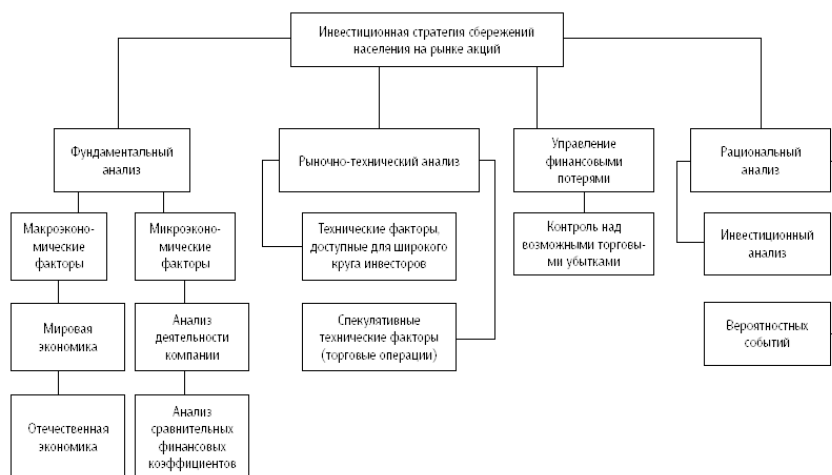 Инвестиционная стратегия сбережений
населения на рынке акций
Фундаментальный
анализ
Рыночно-технический анализ
Управление
финансовыми
потерями
Рациональный
анализ
Макроэконо-
мические
факторы
Микроэконо-
мические
факторы
Технические факторы,
доступные для широкого
круга инвесторов
Контроль над
возможными торговы-
ми убытками
Инвестиционный
анализ
Мировая
экономика
Анализ
деятельности
компании
Спекулятивные
технические факторы
(торговые операции)
Вероятностных
событий
Отечественная
экономика
Анализ
сравнительных
финансовых
коэффициентов